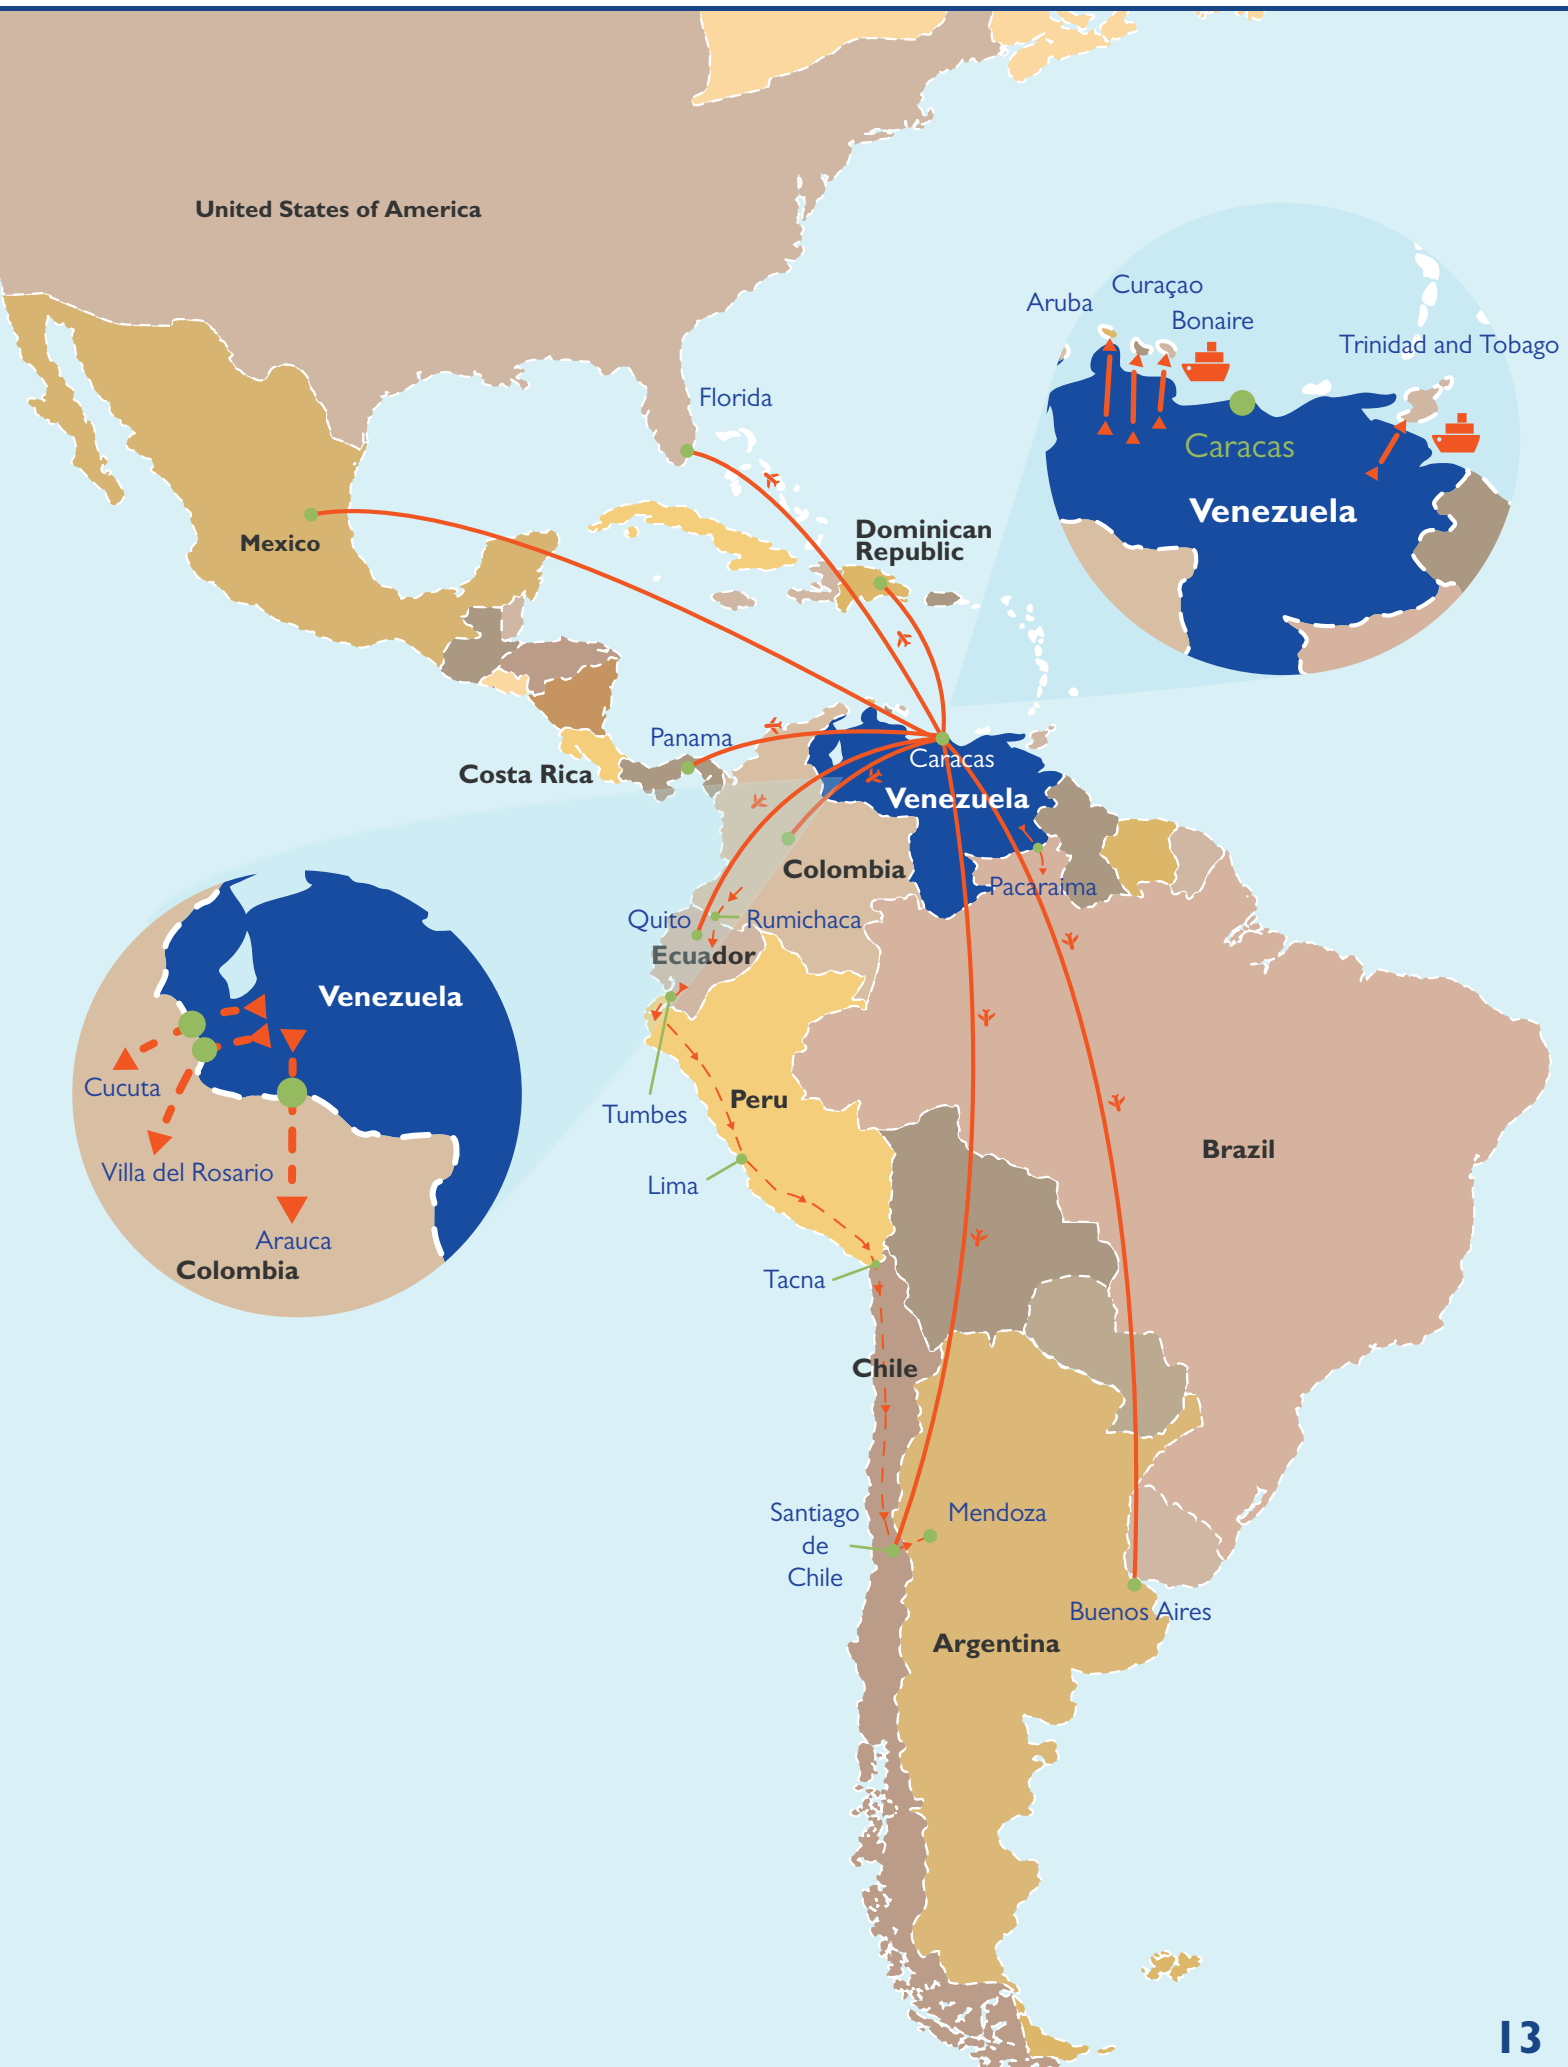 United States of America
Curaçao
Aruba
Bonaire
Trinidad and Tobago
Florida
Caracas
Venezuela
Dominican
Republic
Mexico
Panama
Caracas
Costa Rica
Venezuela
Colombia
Pacaraima
Quito
Rumichaca
Ecuador
Venezuela
Cucuta
Peru
Tumbes
Brazil
Villa del Rosario
Lima
Arauca
Colombia
Tacna
Chile
Santiago
de
Chile
Mendoza
Buenos Aires
Argentina
13